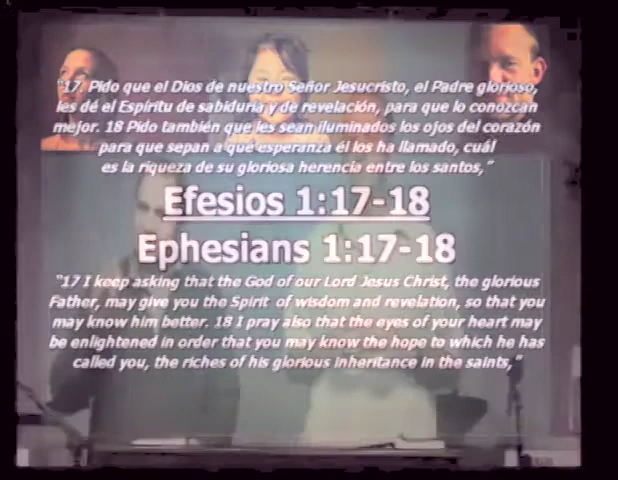 "17. Pido que el Dios de nuestro Señor Jesucristo, el Padre glorioso,
les dé el Espíritu de sabiduría y de revelación, para que lo conozcan
mejor. 18 Pido también que les sean iluminados los ojos del corazón
para que sepan a qué esperanza él los ha llamado, cuál
es la riqueza de su gloriosa herencia entre los santos,"
Efesios 1:17-18
Ephesians 1:17-18
"17 I keep asking that the God of our Lord Jesus Christ, the glorious
Father, may give you the Spirit of wisdom and revelation, so that you
may know him better. 18 I pray also that the eyes of your heart may
be enlightened in order that you may know the hope to which he has
called you, the riches of his glorious inheritance in the saints,"